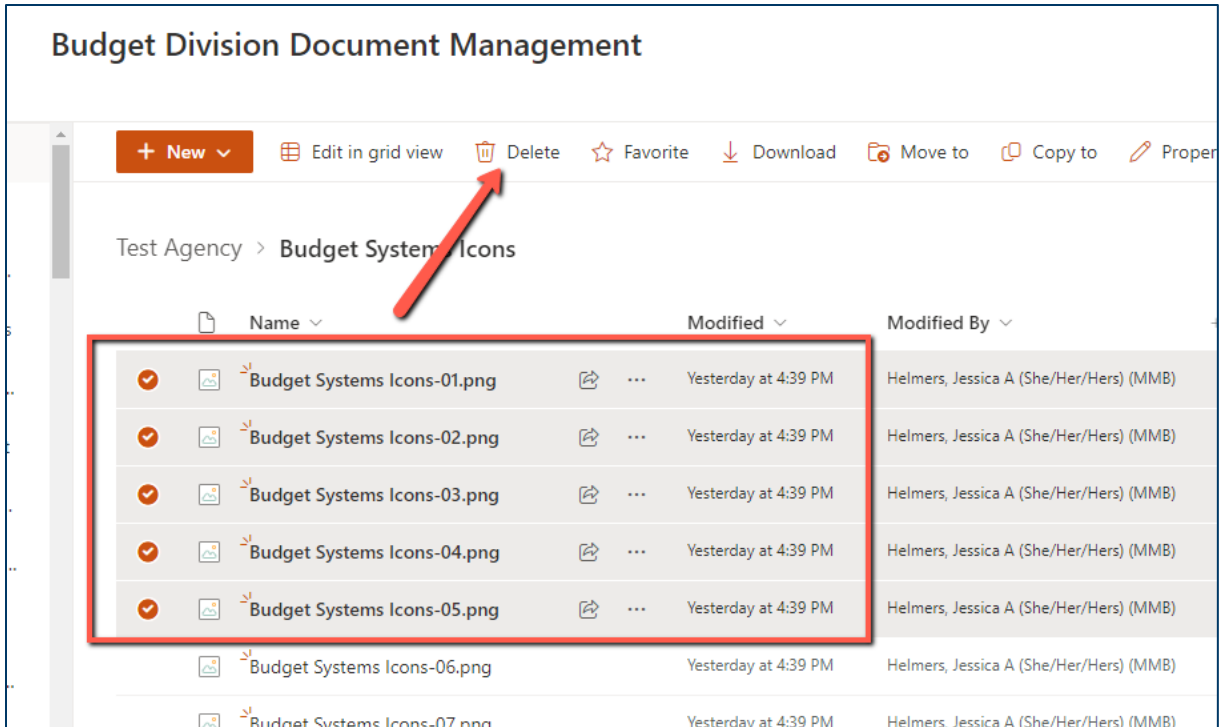 Budget Division Document Management
+ New Edit in grid view Delete Favorite Download Move to Copy to Proper
Test Agency > Budget Systems Icons
Name Modified Modified By
Budget Systems Icons-01.png ... Yesterday at 4:39 PM Helmers, Jessica A (She/Her/Hers) (MMB)
Budget Systems Icons-02.png ... Yesterday at 4:39 PM Helmers, Jessica A (She/Her/Hers) (MMB)
Budget Systems Icons-03.png ... Yesterday at 4:39 PM Helmers, Jessica A (She/Her/Hers) (MMB)
Budget Systems Icons-04.png ... Yesterday at 4:39 PM Helmers, Jessica A (She/Her/Hers) (MMB)
Budget Systems Icons-05.png ... Yesterday at 4:39 PM Helmers, Jessica A (She/Her/Hers) (MMB)
Budget Systems Icons-06.png Yesterday at 4:39 PM Helmers, Jessica A (She/Her/Hers) (MMB)
Budget Systems Icons-07.png Yesterday at 4:39 PM Helmers, Jessica A (She/Her/Hers) (MMB)